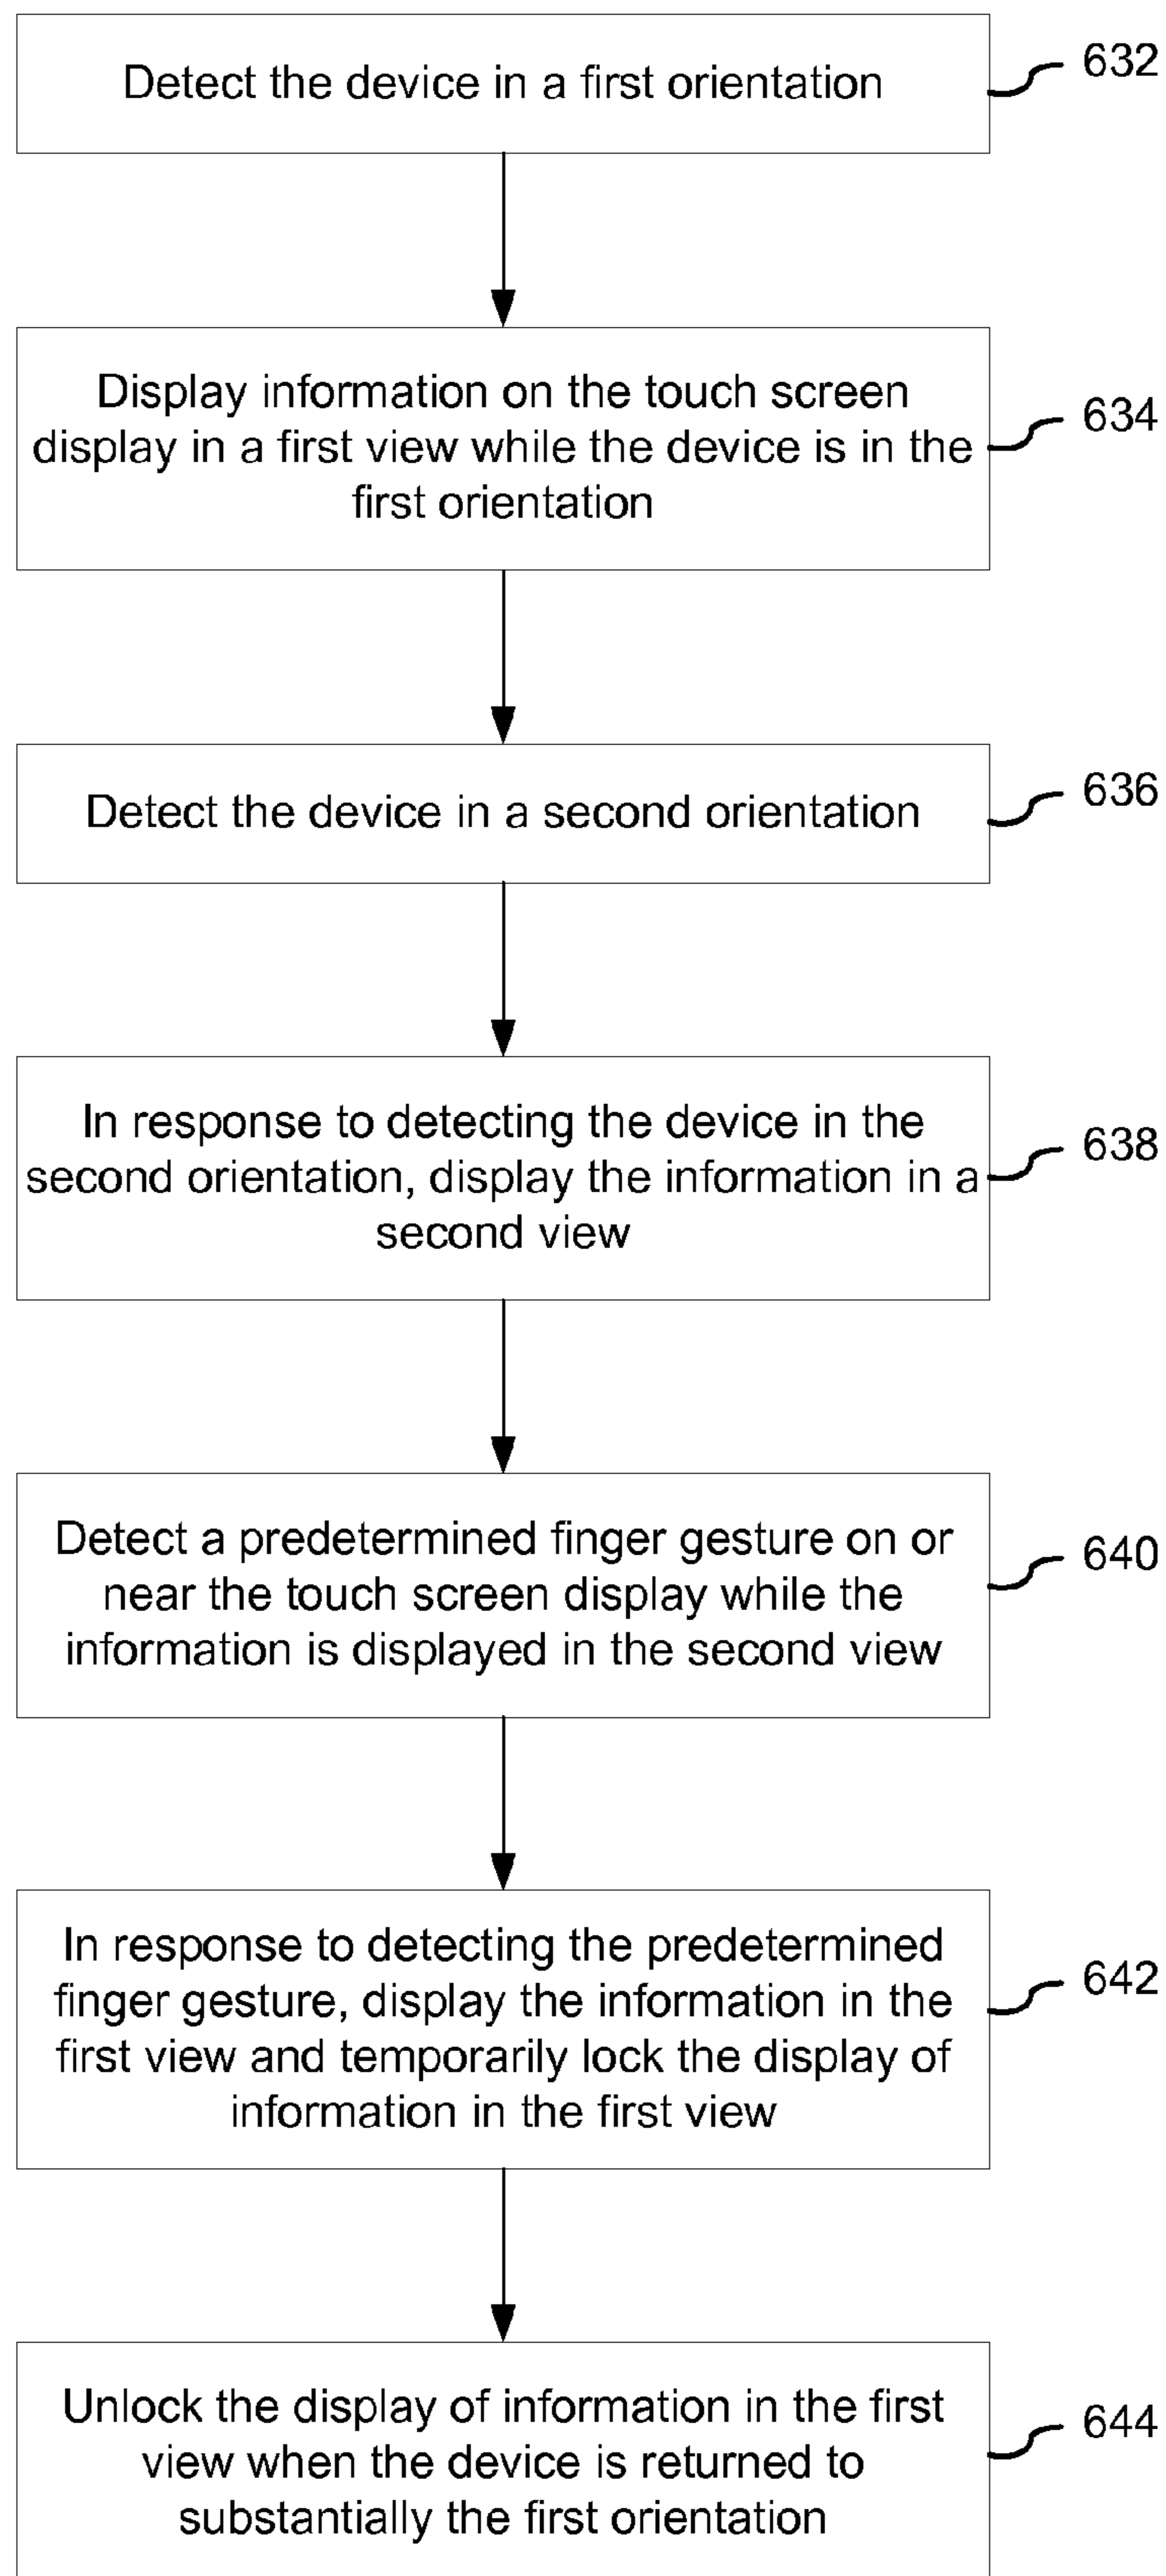 Detect the device in a first orientation
632
Display information on the touch screen
display in a first view while the device is in the
first orientation
634
Detect the device in a second orientation
636
In response to detecting the device in the
second orientation, display the information in a
second view
638
Detect a predetermined finger gesture on or
near the touch screen display while the
information is displayed in the second view
640
In response to detecting the predetermined
finger gesture, display the information in the
first view and temporarily lock the display of
information in the first view
642
Unlock the display of information in the first
view when the device is returned to
substantially the first orientation
644